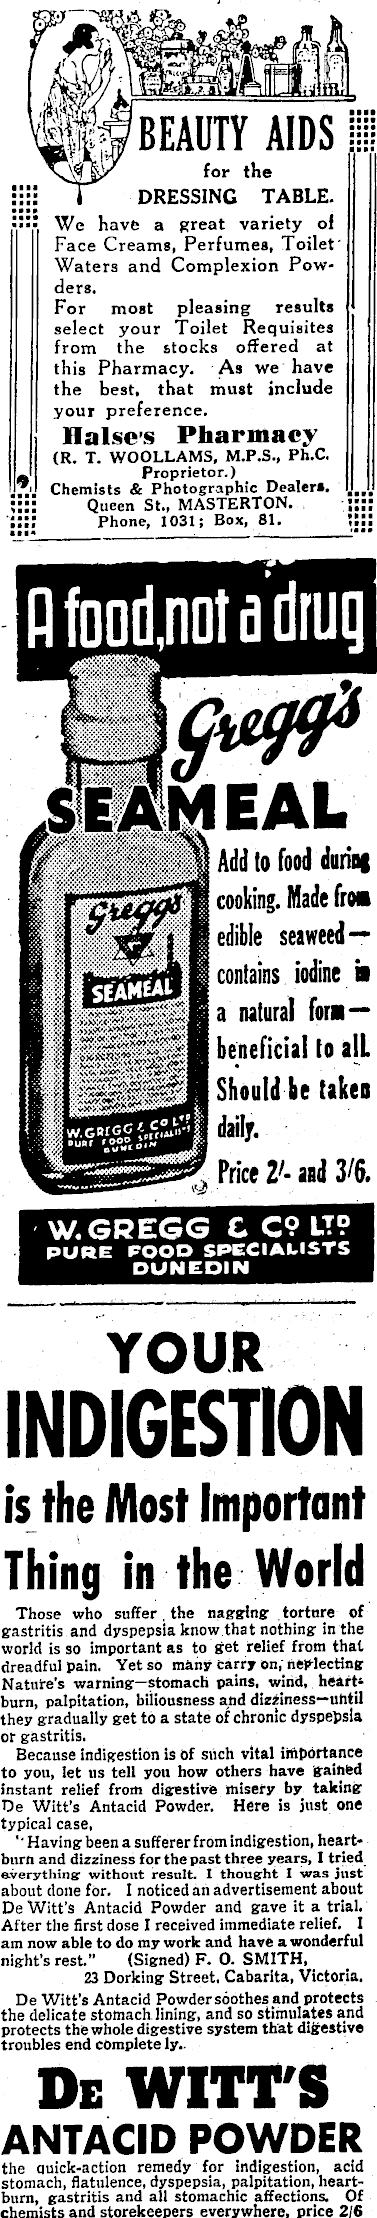 BEAUTY AIDS
for the
DRESSING TABLE.
We have a great variety of
Face Creams, Perfumes, Toilet
Waters and Complexion Pow-
ders.
For most pleasing results
select your Toilet Requisites
from the stocks offered at
this Pharmacy. As we have
the best, that must include
your preference.
Halse's Pharmacy
(R. T. WOOLLAMS, M.P.S., Ph.C.
Proprietor.)
Chemists & Photographic Dealers.
Queen St., MASTERTON.
Phone, 1031; Box, 81.
A food, not a drug
Gregg's
SEAMEAL
Add to food during
cooking. Made from
edible seaweed—
contains iodine in
a natural form—
beneficial to all.
Should be taken
daily.
Price 2/- and 3/6.
Gregg's
SEAMEAL
W. GREGG & CO LTD
PURE FOOD SPECIALISTS
DUNEDIN
W. GREGG & CO. LTD
PURE FOOD SPECIALISTS
DUNEDIN
YOUR
INDIGESTION
is the Most Important
Thing in the World
Those who suffer the nagging torture of
gastritis and dyspepsia know that nothing in the
world is so important as to get relief from that
dreadful pain. Yet so many carry on, neglecting
Nature's warning—stomach pains, wind, heart-
burn, palpitation, biliousness and dizziness—until
they gradually get to a state of chronic dyspepsia
or gastritis.
Because indigestion is of such vital importance
to you, let us tell you how others have gained
instant relief from digestive misery by taking
De Witt's Antacid Powder. Here is just one
typical case,
"Having been a sufferer from indigestion, heart-
burn and dizziness for the past three years, I tried
everything without result. I thought I was just
about done for. I noticed an advertisement about
De Witt's Antacid Powder and gave it a trial.
After the first dose I received immediate relief. I
am now able to do my work and have a wonderful
night's rest." (Signed) F. O. SMITH,
23 Dorking Street, Cabarita, Victoria.
De Witt's Antacid Powder soothes and protects
the delicate stomach lining, and so stimulates and
protects the whole digestive system that digestive
troubles end completely.
DE WITT'S
ANTACID POWDER
the quick-action remedy for indigestion, acid
stomach, flatulence, dyspepsia, palpitation, heart-
burn, gastritis and all stomachic affections. Of
chemists and storekeepers everywhere, price 2/6